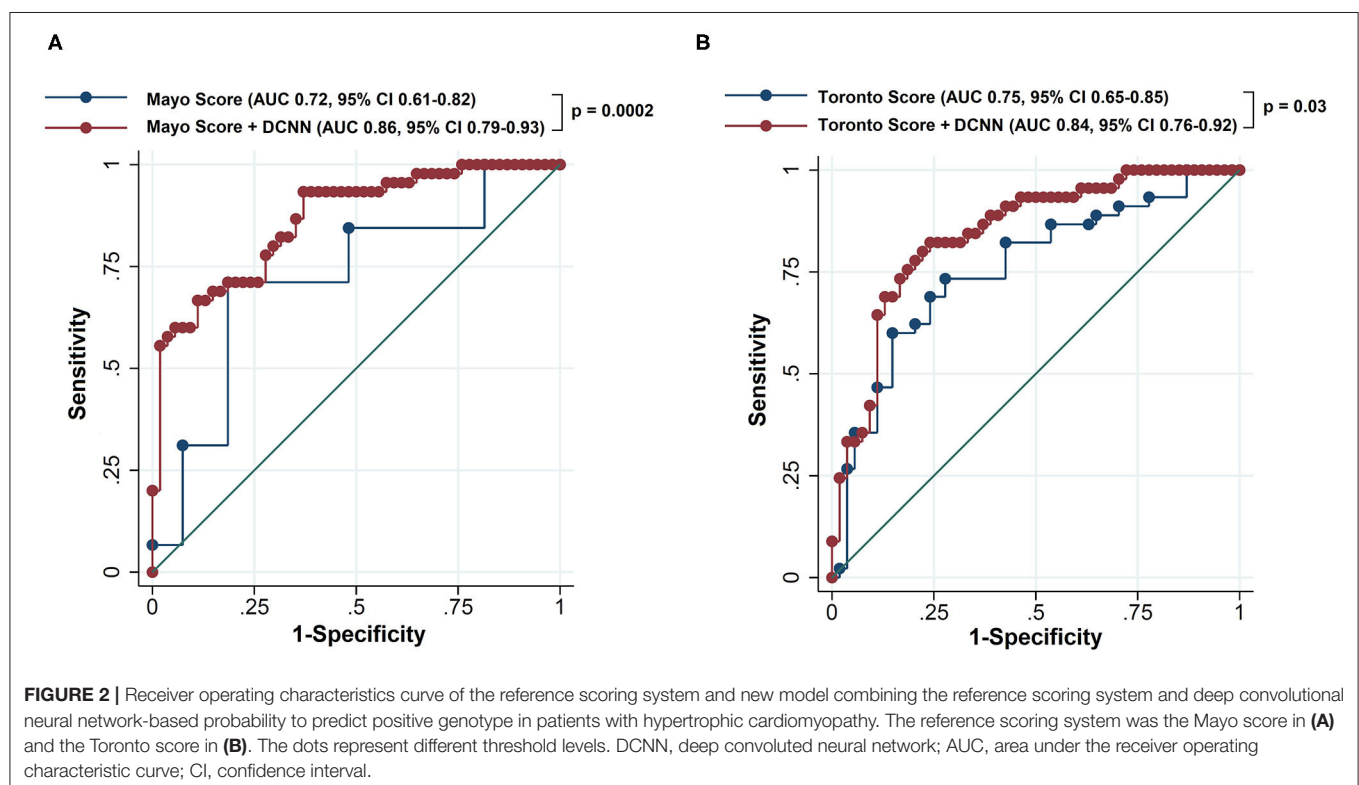 A
Mayo Score (AUC 0.72, 95% CI 0.61-0.82)
Mayo Score + DCNN (AUC 0.86, 95% CI 0.79-0.93)
p = 0.0002
1
.75
.5
.25
0
Sensitivity
0 .25 .5 .75 1
1-Specificity
B
Toronto Score (AUC 0.75, 95% CI 0.65-0.85)
Toronto Score + DCNN (AUC 0.84, 95% CI 0.76-0.92)
p = 0.03
1
.75
.5
.25
0
Sensitivity
0 .25 .5 .75 1
1-Specificity
FIGURE 2 | Receiver operating characteristics curve of the reference scoring system and new model combining the reference scoring system and deep convolutional
neural network-based probability to predict positive genotype in patients with hypertrophic cardiomyopathy. The reference scoring system was the Mayo score in (A)
and the Toronto score in (B). The dots represent different threshold levels. DCNN, deep convoluted neural network; AUC, area under the receiver operating
characteristic curve; CI, confidence interval.